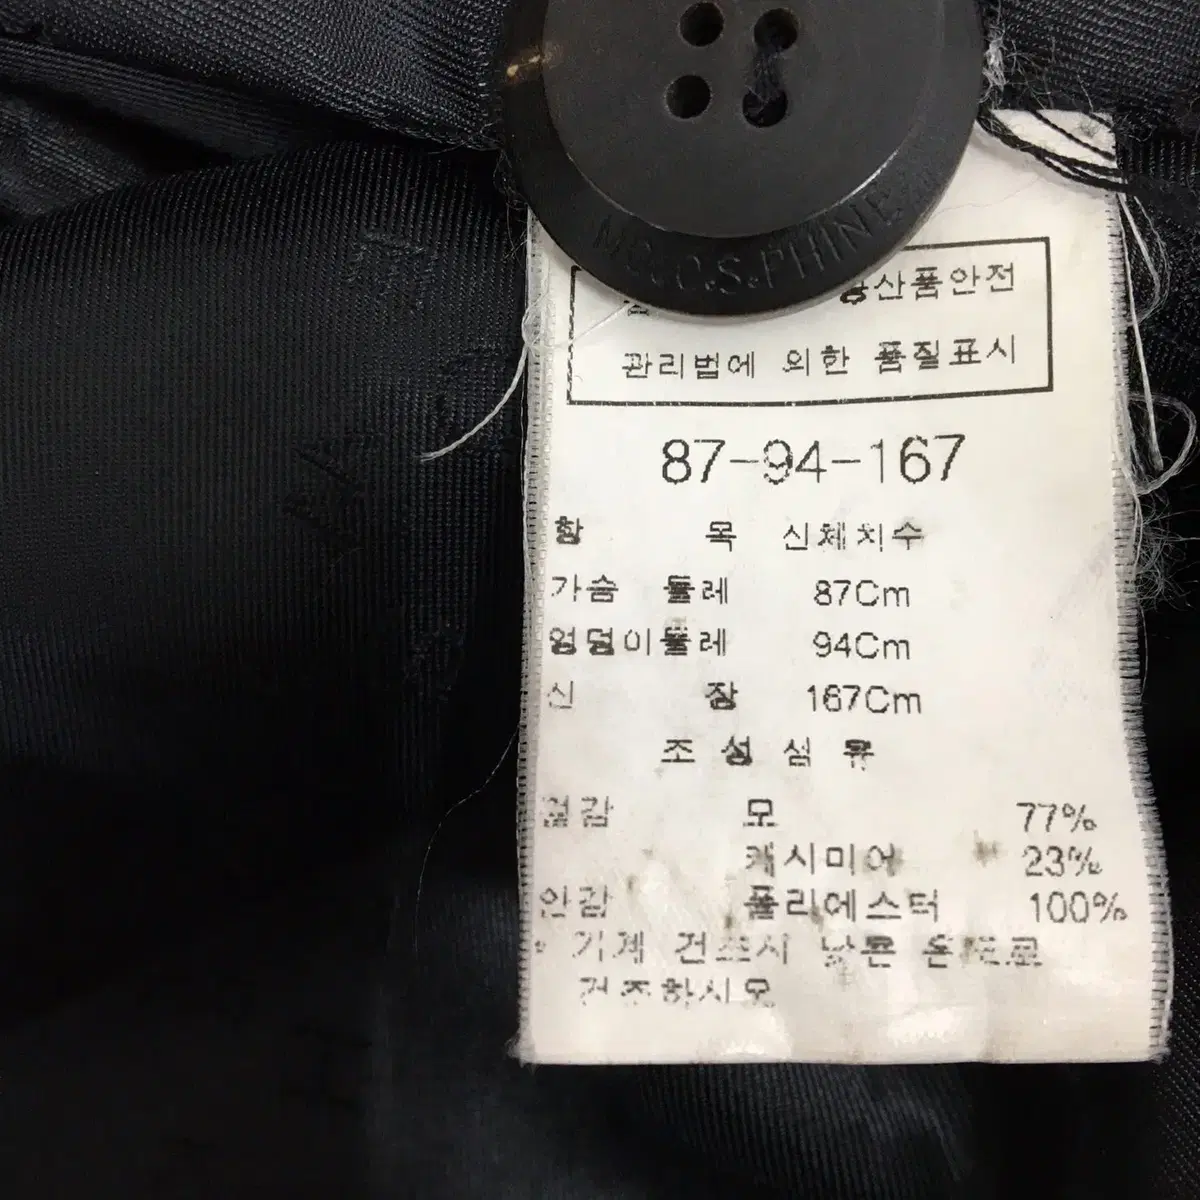 C.S.PHINE
산품안전
관리법에 의한 품질표시
87-94-167
항 목 신체치수
가슴 둘레 87Cm
엉덩이둘레 94Cm
신 장 167Cm
조 성 섬 유
겉감 모 77%
캐시미어 23%
안감 폴리에스터 100%
기계 건조시 낮은 온도로
건조하시오